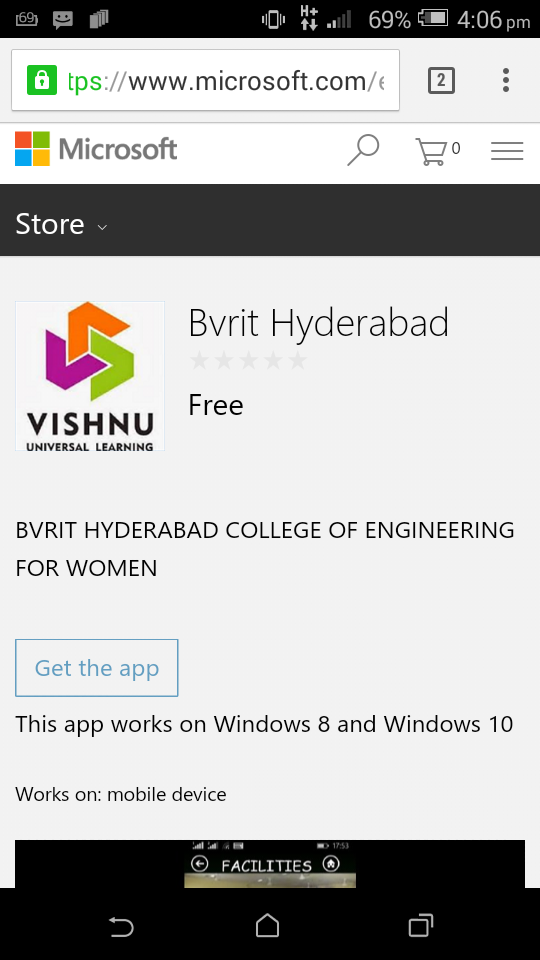 69
H+
69%
4:06 pm
tps://www.microsoft.com/e
2
Microsoft
0
Store
VISHNU
UNIVERSAL LEARNING
Bvrit Hyderabad
Free
BVRIT HYDERABAD COLLEGE OF ENGINEERING
FOR WOMEN
Get the app
This app works on Windows 8 and Windows 10
Works on: mobile device
17:53
FACILITIES